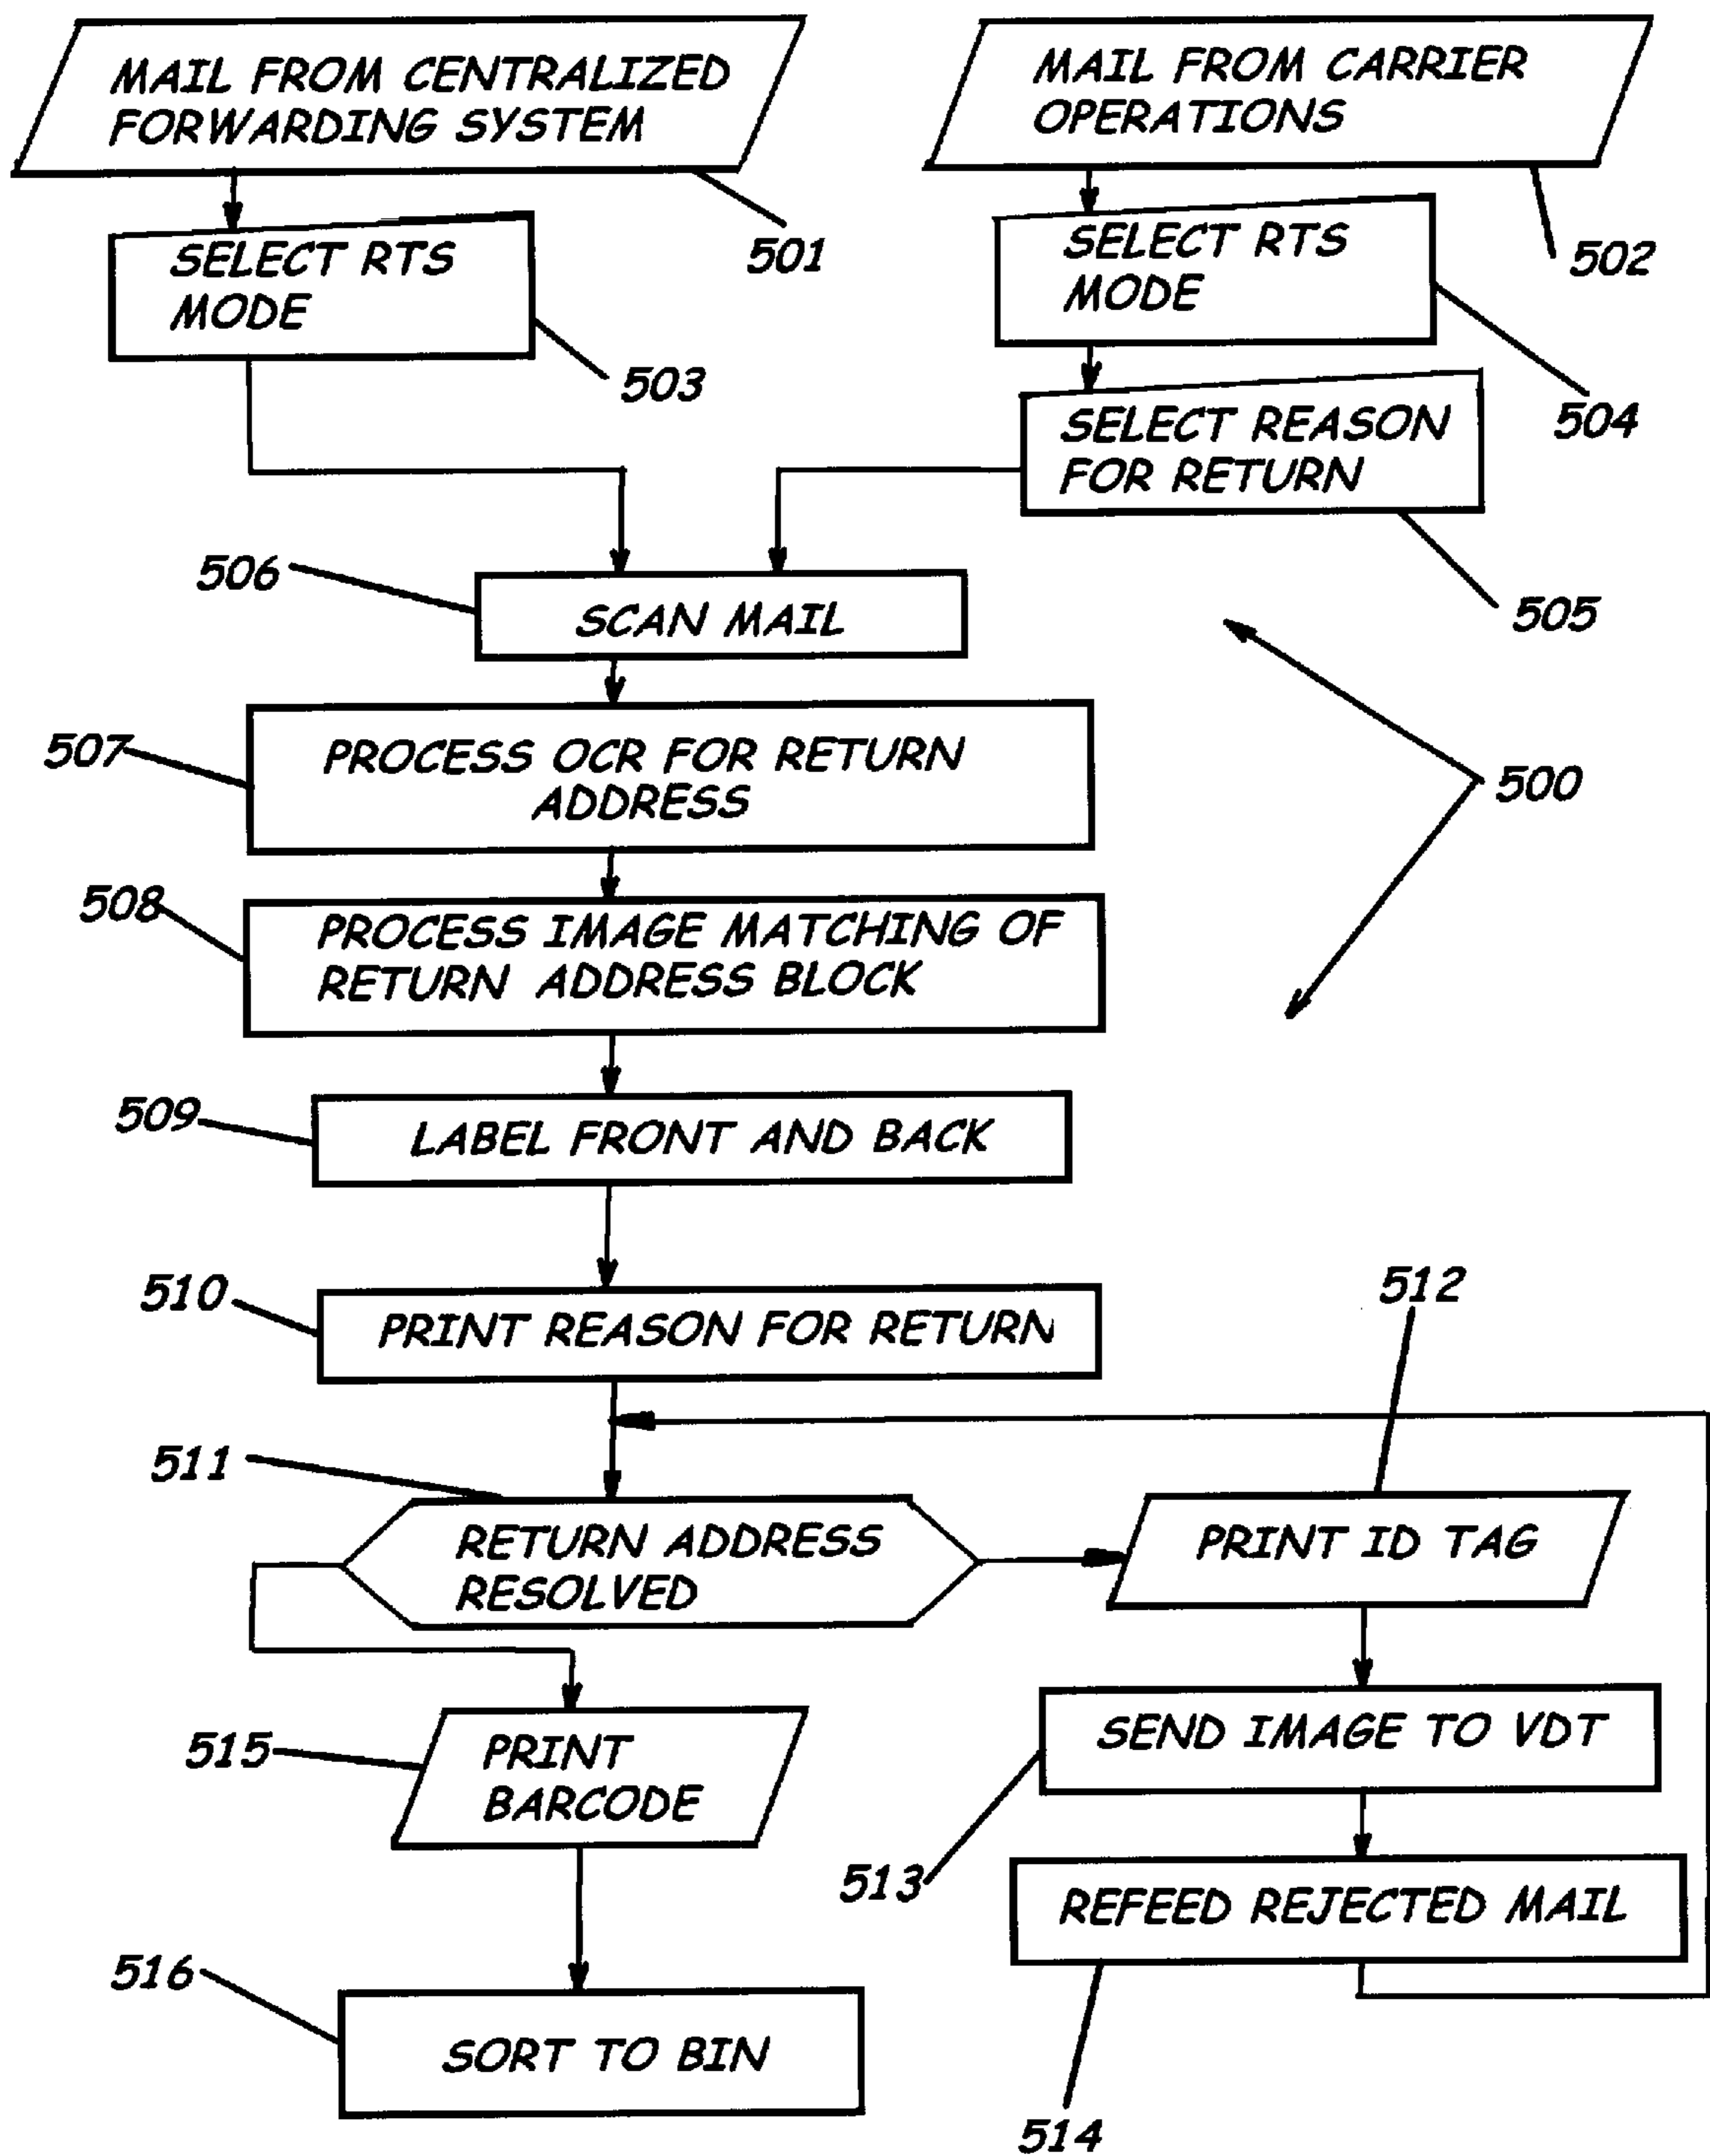 MAIL FROM CENTRALIZED
FORWARDING SYSTEM
501
MAIL FROM CARRIER
OPERATIONS
502
SELECT RTS
MODE
503
SELECT RTS
MODE
504
SELECT REASON
FOR RETURN
505
506
SCAN MAIL
507
PROCESS OCR FOR RETURN
ADDRESS
500
508
PROCESS IMAGE MATCHING OF
RETURN ADDRESS BLOCK
509
LABEL FRONT AND BACK
510
PRINT REASON FOR RETURN
511
RETURN ADDRESS
RESOLVED
512
PRINT ID TAG
513
SEND IMAGE TO VDT
514
REFEED REJECTED MAIL
515
PRINT
BARCODE
516
SORT TO BIN